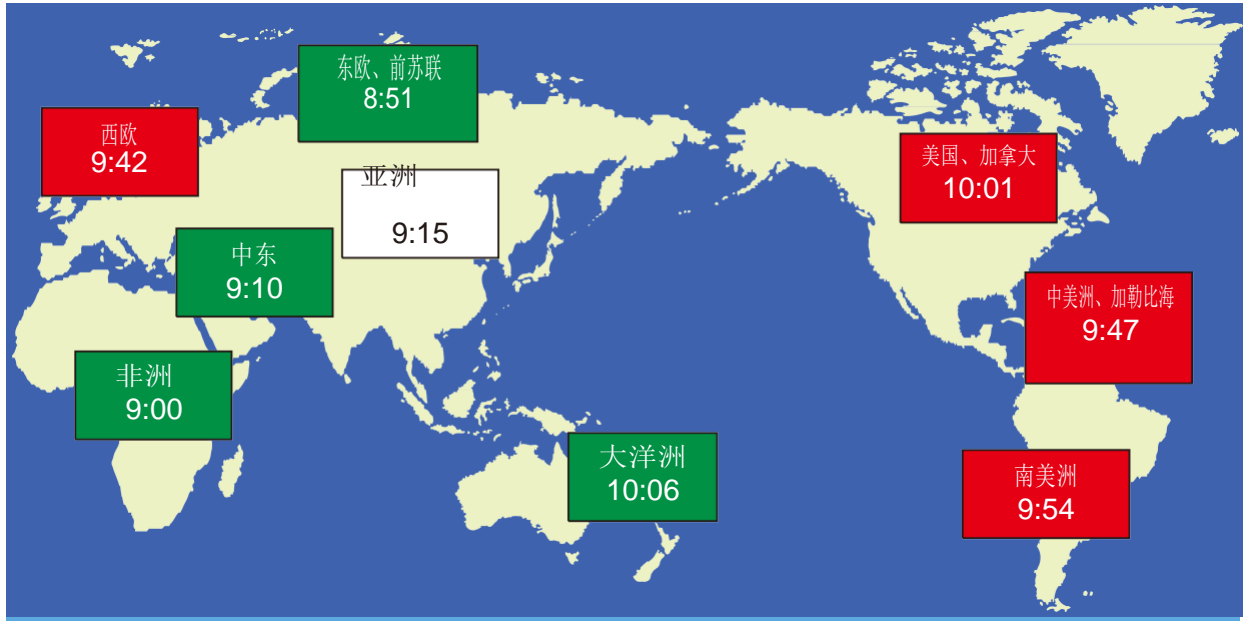 东欧、前苏联
8:51
西欧
9:42
美国、加拿大
10:01
亚洲
9:15
中东
9:10
中美洲、加勒比海
9:47
非洲
9:00
大洋洲
10:06
南美洲
9:54